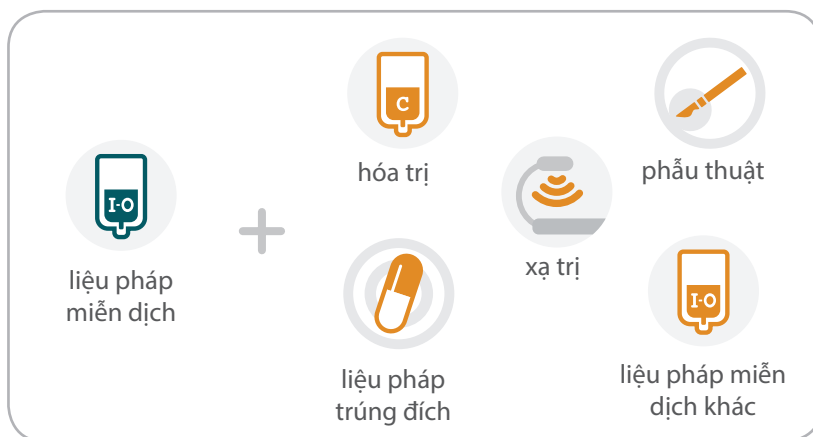 I-O
liệu pháp
miễn dịch
C
hóa trị
liệu pháp
trúng đích
xạ trị
phẫu thuật
I-O
liệu pháp miễn
dịch khác